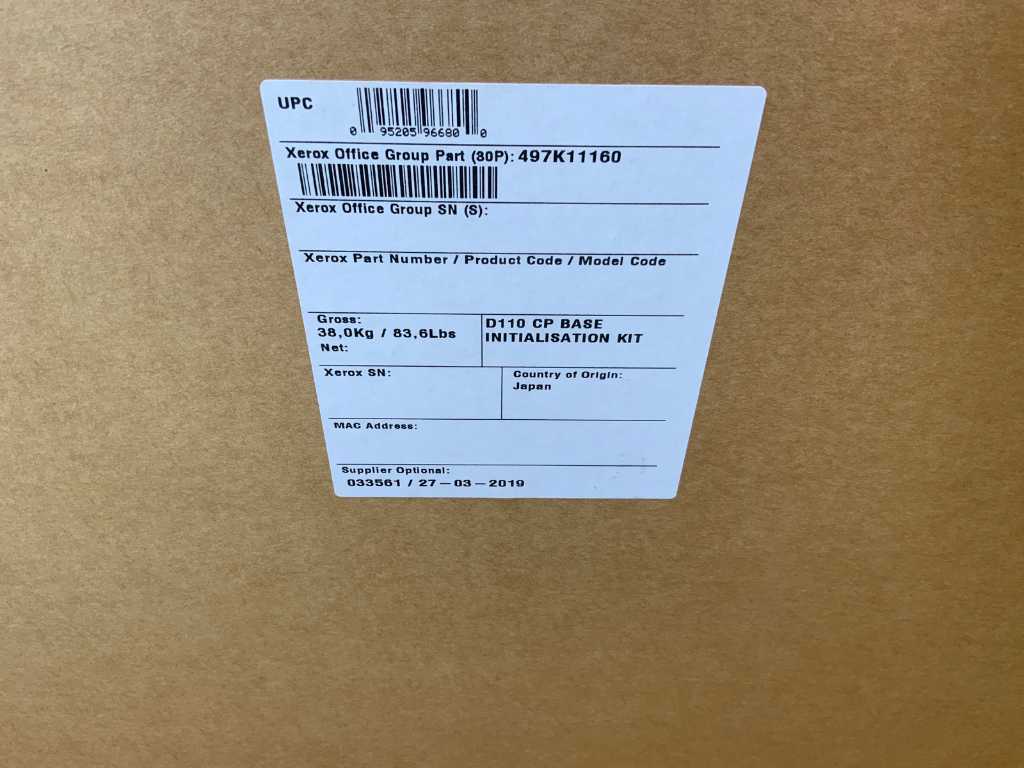 UPC
0 95205 96680 0
Xerox Office Group Part (30P): 497K11160
Xerox Office Group SN (S):
Xerox Part Number / Product Code / Model Code
Gross:
38,0Kg / 83,6Lbs
Net:
D110 CP BASE
INITIALISATION KIT
Xerox SN:
Country of Origin:
Japan
MAC Address:
Supplier Optional:
033561 / 27-03-2019